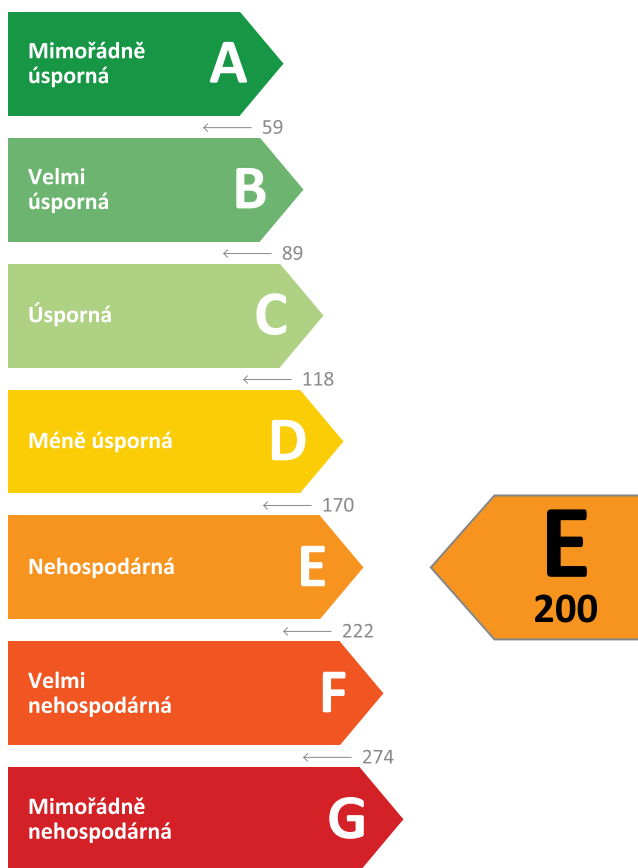 Mimořádně
úsporná
A
59
Velmi
úsporná
B
89
Úsporná
C
118
Méně úsporná
D
170
Nehospodárná
E
E
200
222
Velmi
nehospodárná
F
274
Mimořádně
nehospodárná
G